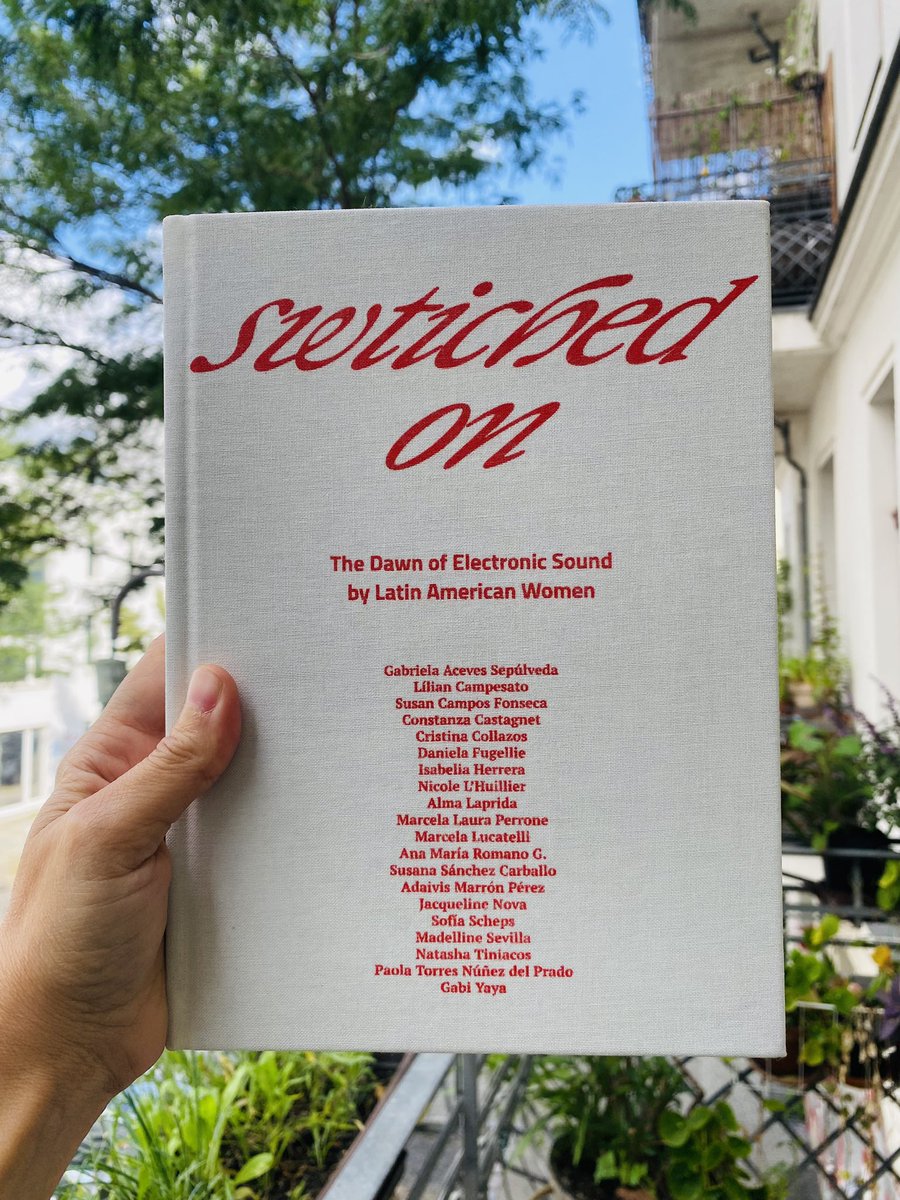 swtiched
on
The Dawn of Electronic Sound
by Latin American Women
Gabriela Aceves Sepúlveda
Lílian Campesato
Susan Campos Fonseca
Constanza Castagnet
Cristina Collazos
Daniela Fugellie
Isabelia Herrera
Nicole L'Huillier
Alma Laprida
Marcela Laura Perrone
Marcela Lucatelli
Ana María Romano G.
Susana Sánchez Carballo
Adaivis Marrón Pérez
Jacqueline Nova
Sofía Scheps
Madelline Sevilla
Natasha Tiniacos
Paola Torres Núñez del Prado
Gabi Yaya